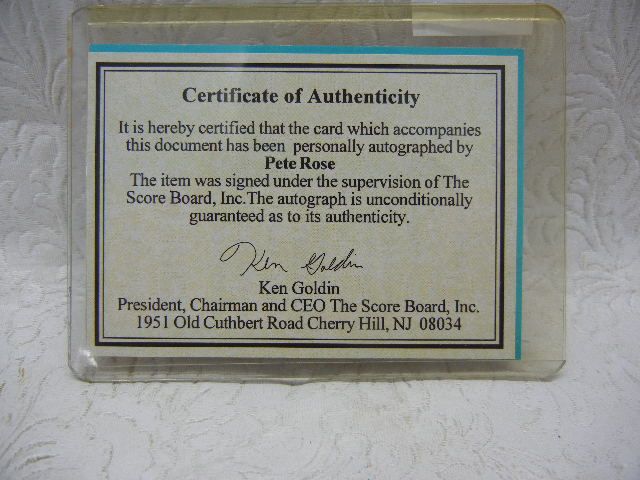 Certificate of Authenticity
It is hereby certified that the card which accompanies
this document has been personally autographed by
Pete Rose
The item was signed under the supervision of The
Score Board, Inc.The autograph is unconditionally
guaranteed as to its authenticity.
Ken Goldin
Ken Goldin
President, Chairman and CEO The Score Board, Inc.
1951 Old Cuthbert Road Cherry Hill, NJ 08034